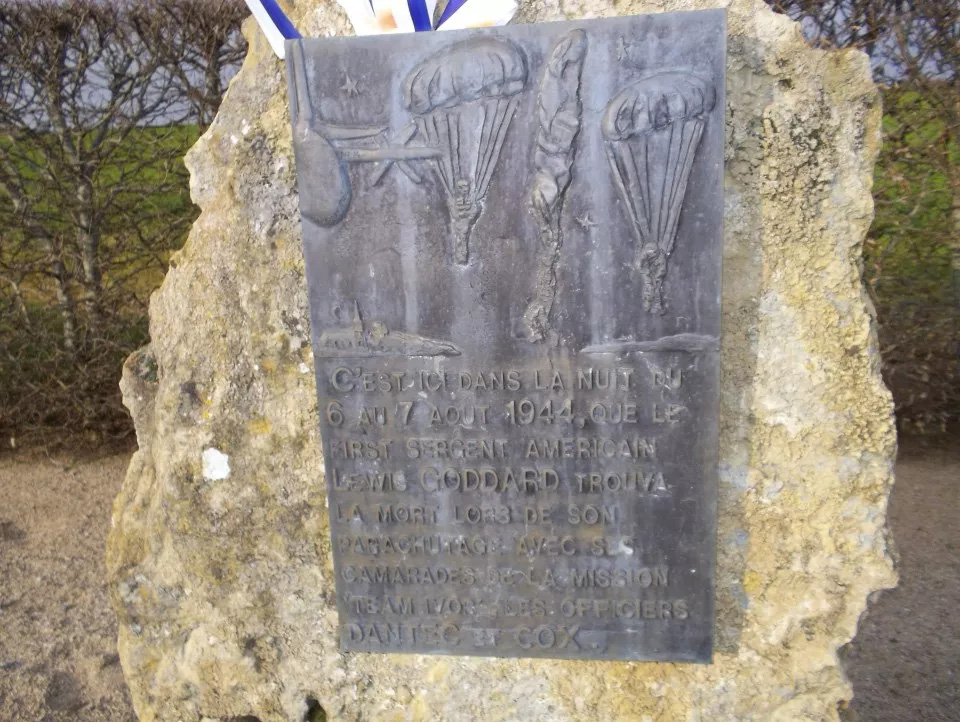 C'EST ICI DANS LA NUIT DU
6 AU 7 AOUT 1944, QUE LE
FIRST SERGENT AMERICAIN
LEWIS GODDARD TROUVA
LA MORT LORS DE SON
PARACHUTAGE AVEC SES
CAMARADES DE LA MISSION
"TEAM IVOR" LES OFFICIERS
DANTEC ET COX.